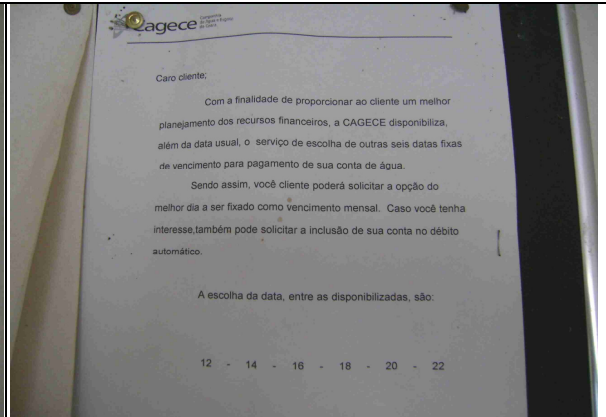 Cagece
Caro cliente;
Com a finalidade de proporcionar ao cliente um melhor
planejamento dos recursos financeiros, a CAGECE disponibiliza,
além da data usual, o serviço de escolha de outras seis datas fixas
de vencimento para pagamento de sua conta de água.
Sendo assim, você cliente poderá solicitar a opção do
melhor dia a ser fixado como vencimento mensal. Caso você tenha
interesse,também pode solicitar a inclusão de sua conta no débito
automático.
A escolha da data, entre as disponibilizadas, são:
12 - 14 - 16 - 18 - 20 - 22